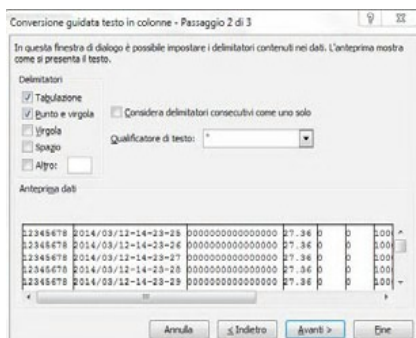 Conversione guidata testo in colonne - Passaggio 2 di 3
In questa finestra di dialogo è possibile impostare i delimitatori contenuti nei dati. L'anteprima mostra
come si presenta il testo.
Delimitatori
Tabulazione
Punto e virgola
Virgola
Spazio
Altro:
Considera delimitatori consecutivi come uno solo
Qualificatore di testo: "
Anteprima dati
12345678 2014/03/12-14-23-25 0000000000000000 27.36 0 0 100
12345678 2014/03/12-14-23-26 0000000000000000 27.36 0 0 100
12345678 2014/03/12-14-23-27 0000000000000000 27.36 0 0 100
12345678 2014/03/12-14-23-28 0000000000000000 27.36 0 0 100
12345678 2014/03/12-14-23-29 0000000000000000 27.36 0 0 100
Annulla < Indietro Avanti > Fine